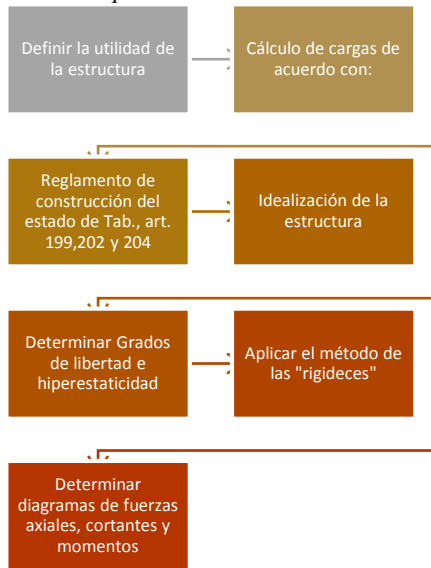 Definir la utilidad de
la estructura
Cálculo de cargas de
acuerdo con:
Reglamento de
construcción del
estado de Tab., art.
199,202 y 204
Idealización de la
estructura
Determinar Grados
de libertad e
hiperestaticidad
Aplicar el método de
las "rigideces"
Determinar
diagramas de fuerzas
axiales, cortantes y
momentos